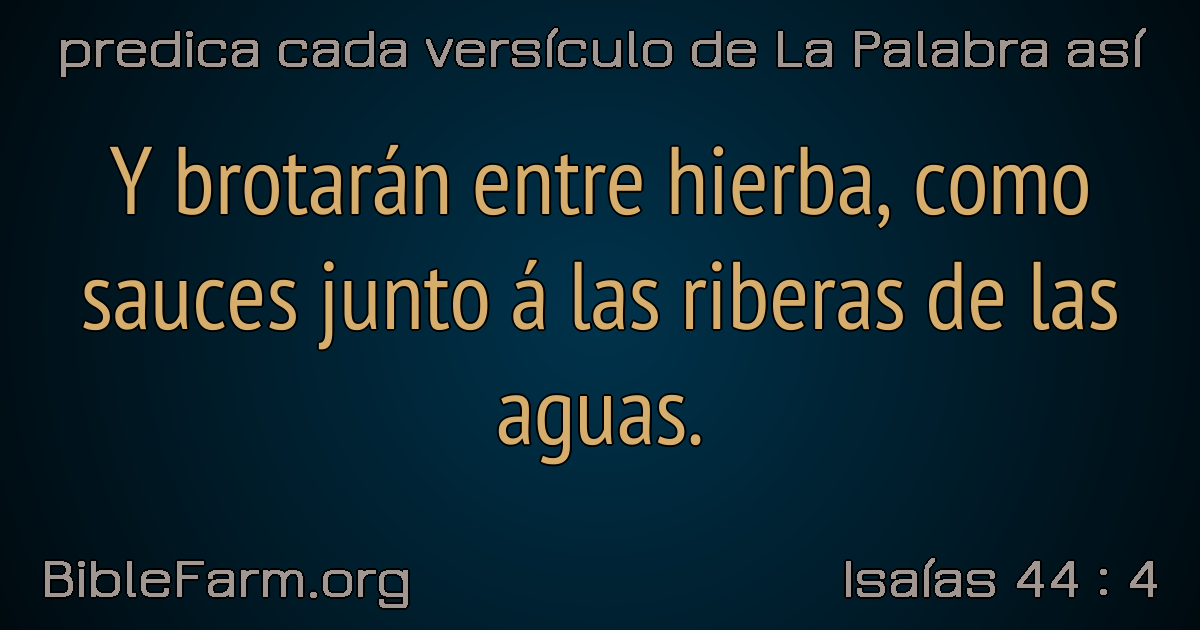 predica cada versículo de La Palabra así
Y brotarán entre hierba, como
sauces junto á las riberas de las
aguas.
BibleFarm.org
Isaías 44 : 4